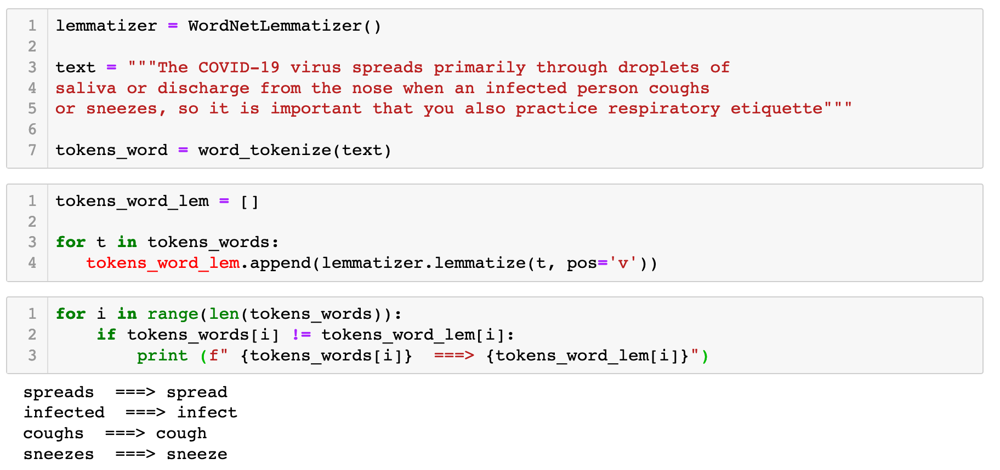 1 lemmatizer = WordNetLemmatizer()
2
3 text = """The COVID-19 virus spreads primarily through droplets of
4 saliva or discharge from the nose when an infected person coughs
5 or sneezes, so it is important that you also practice respiratory etiquette"""
6
7 tokens_word = word_tokenize(text)
1 tokens_word_lem = []
2
3 for t in tokens_words:
4    tokens_word_lem.append(lemmatizer.lemmatize(t, pos='v'))
1 for i in range(len(tokens_words)):
2     if tokens_words[i] != tokens_word_lem[i]:
3         print (f" {tokens_words[i]}  ===> {tokens_word_lem[i]}")
spreads  ===> spread
infected  ===> infect
coughs  ===> cough
sneezes  ===> sneeze